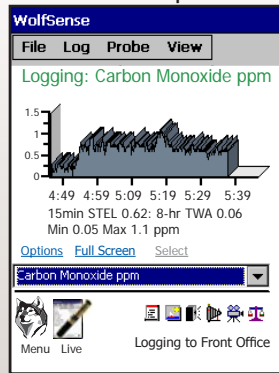 WolfSense
File Log Probe View
Logging: Carbon Monoxide ppm
1.5
1.0
0.5
0
4:49 4:59 5:09 5:19 5:29 5:39
15min STEL 0.62: 8-hr TWA 0.06
Min 0.05 Max 1.1 ppm
Options Full Screen Select
Carbon Monoxide ppm
Menu Live Logging to Front Office